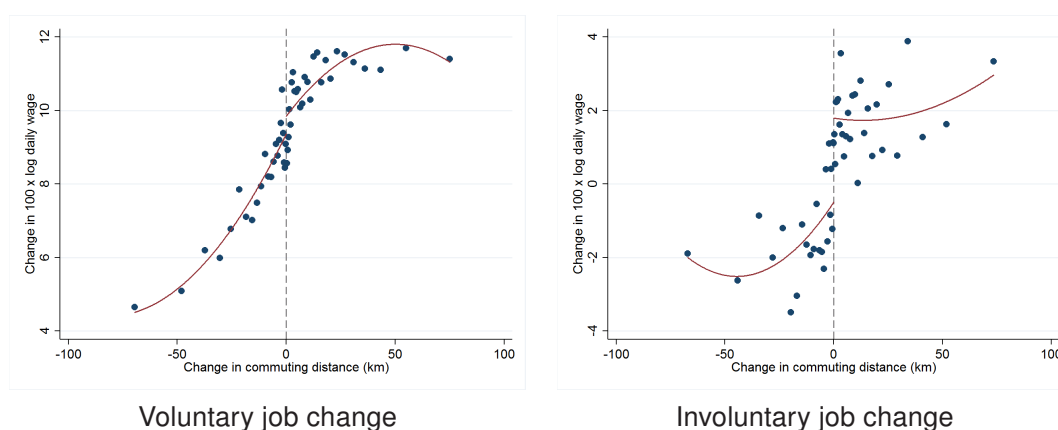 Change in 100 x log daily wage
12
10
8
6
4
-100 -50 0 50 100
Change in commuting distance (km)
Voluntary job change
Change in 100 x log daily wage
4
2
0
-2
-4
-100 -50 0 50 100
Change in commuting distance (km)
Involuntary job change